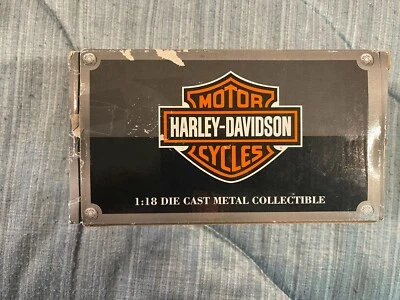 MOTOR
HARLEY-DAVIDSON
CYCLES
1:18 DIE CAST METAL COLLECTIBLE